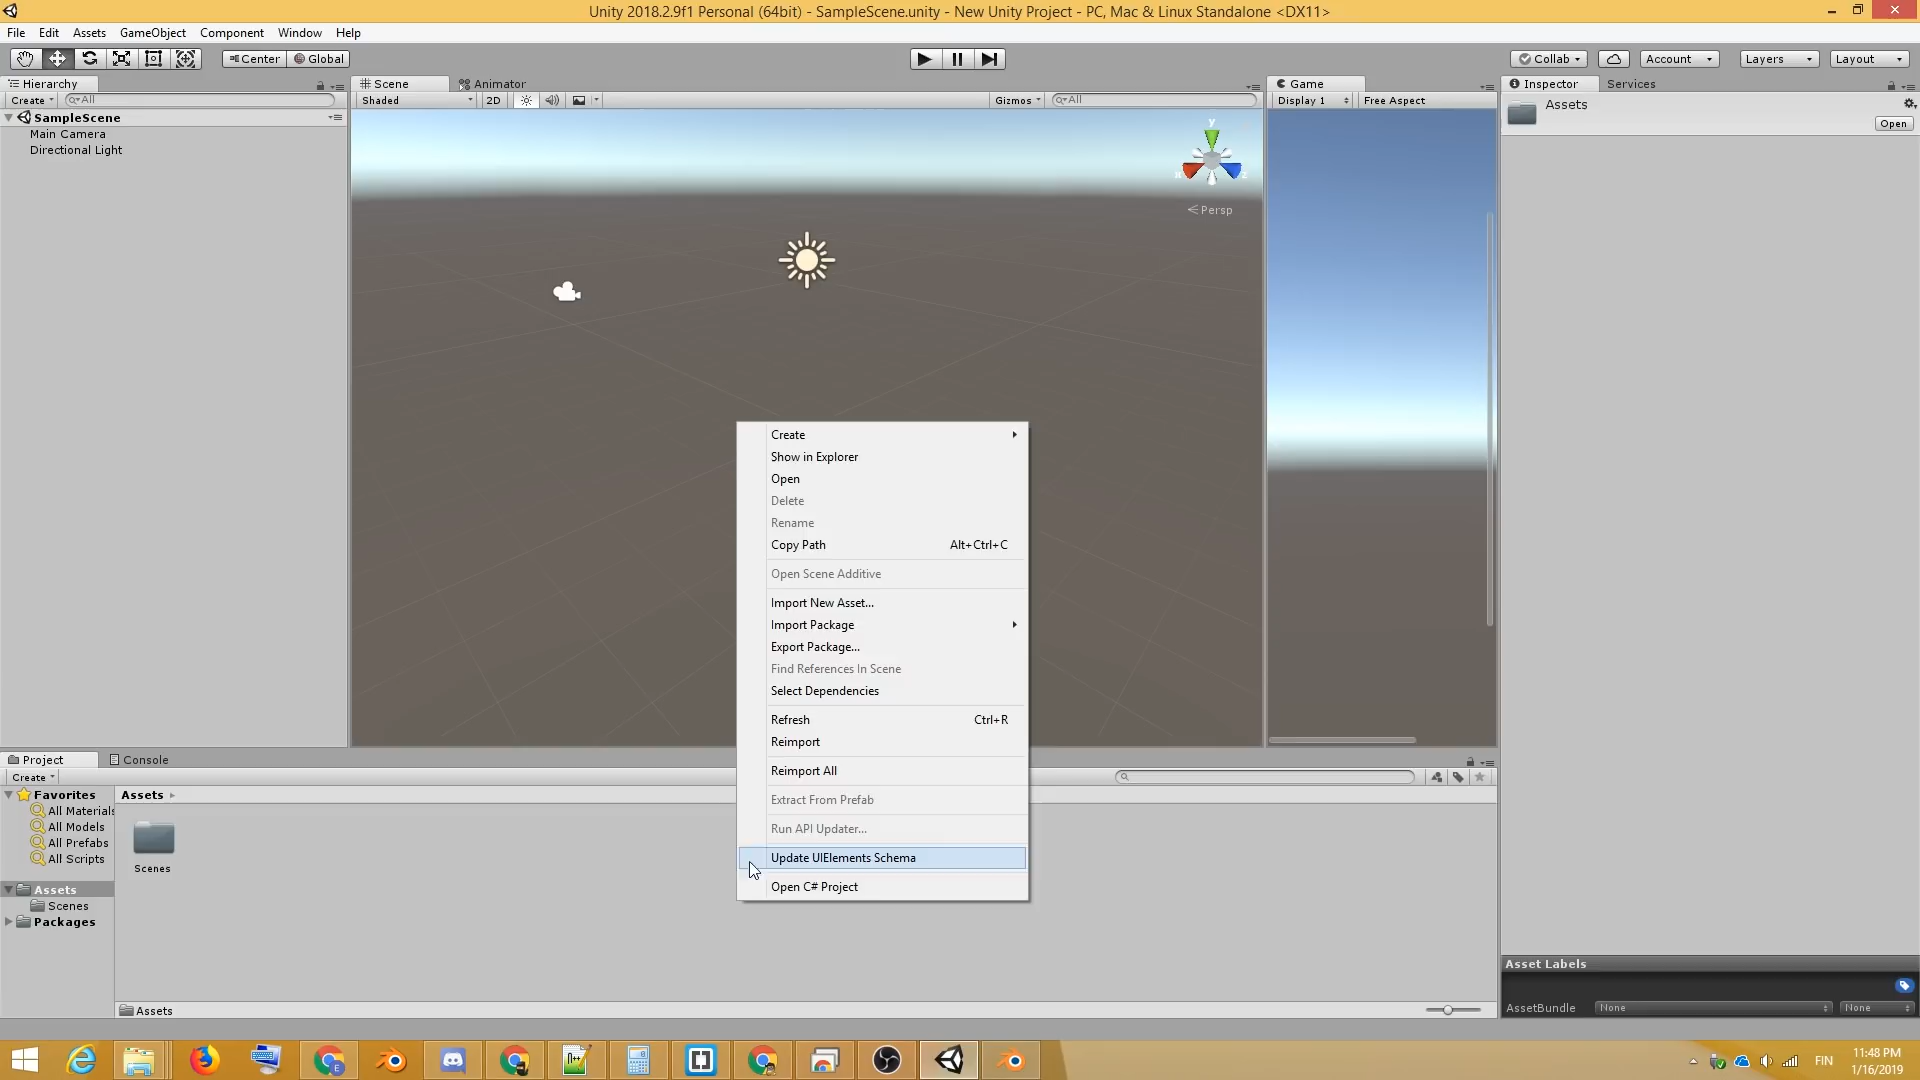 Unity 2018.2.9f1 Personal (64bit) - SampleScene.unity - New Unity Project - PC, Mac & Linux Standalone <DX11>
File Edit Assets GameObject Component Window Help
Center Global Collab Account Layers Layout
Hierarchy Scene Animator Game Inspector Services
Create All Shaded 2D Gizmos All Display 1 Free Aspect
Assets
Open
SampleScene
Main Camera
Directional Light
y
x z
Persp
Create
Show in Explorer
Open
Delete
Rename
Copy Path Alt+Ctrl+C
Open Scene Additive
Import New Asset...
Import Package
Export Package...
Find References In Scene
Select Dependencies
Refresh Ctrl+R
Reimport
Reimport All
Extract From Prefab
Run API Updater...
Update UIElements Schema
Open C# Project
Project Console
Create
Favorites
All Materials
All Models
All Prefabs
All Scripts
Assets
Scenes
Packages
Assets
Scenes
Assets
Asset Labels
AssetBundle None None
FIN
11:48 PM
1/16/2019